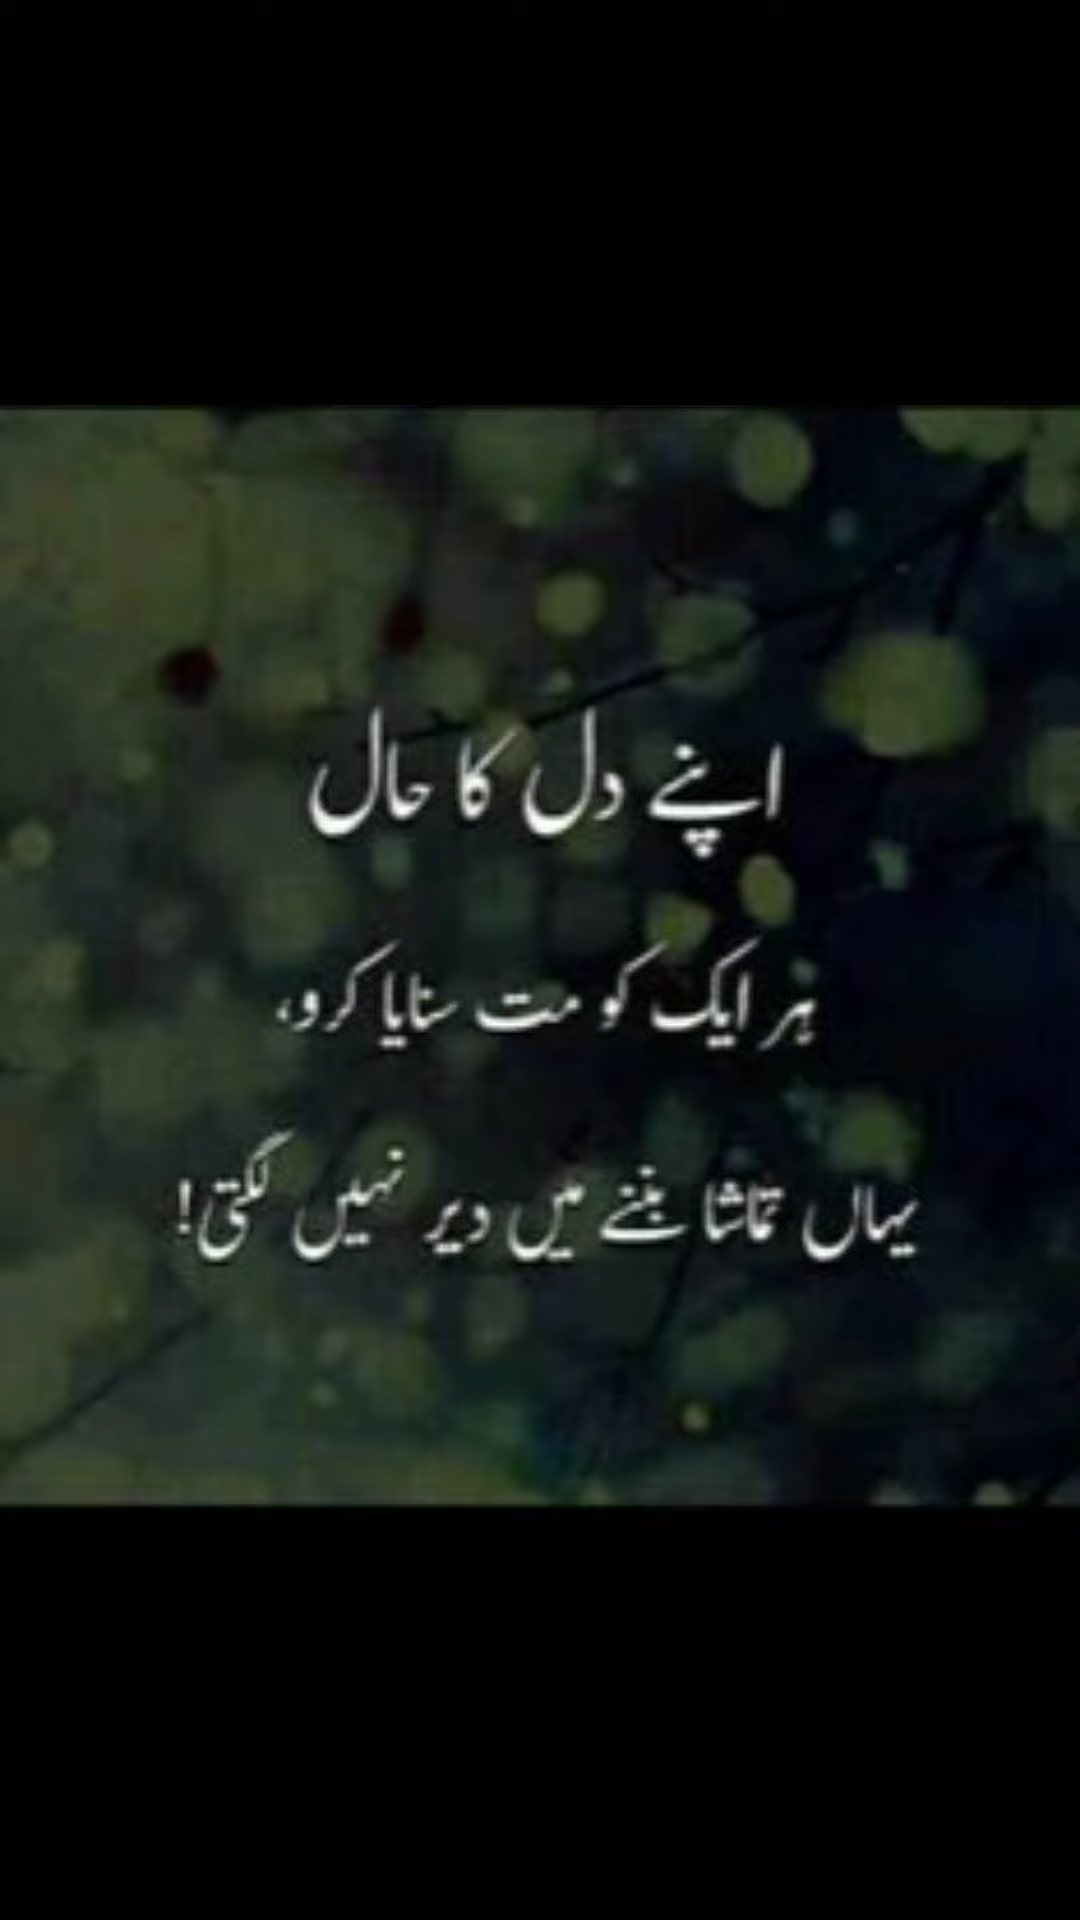 اپنے دل کا حال
ہر ایک کو مت سنایا کرو،
یہاں تماشا بننے میں دیر نہیں لگتی!